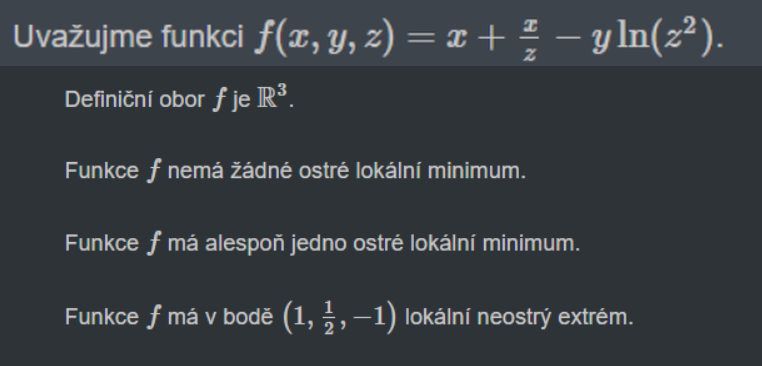 Uvažujme funkci f(x, y, z) = x + x/z − y ln(z²).
Definiční obor f je ℝ³.
Funkce f nemá žádné ostré lokální minimum.
Funkce f má alespoň jedno ostré lokální minimum.
Funkce f má v bodě (1, 1/2, −1) lokální neostrý extrém.